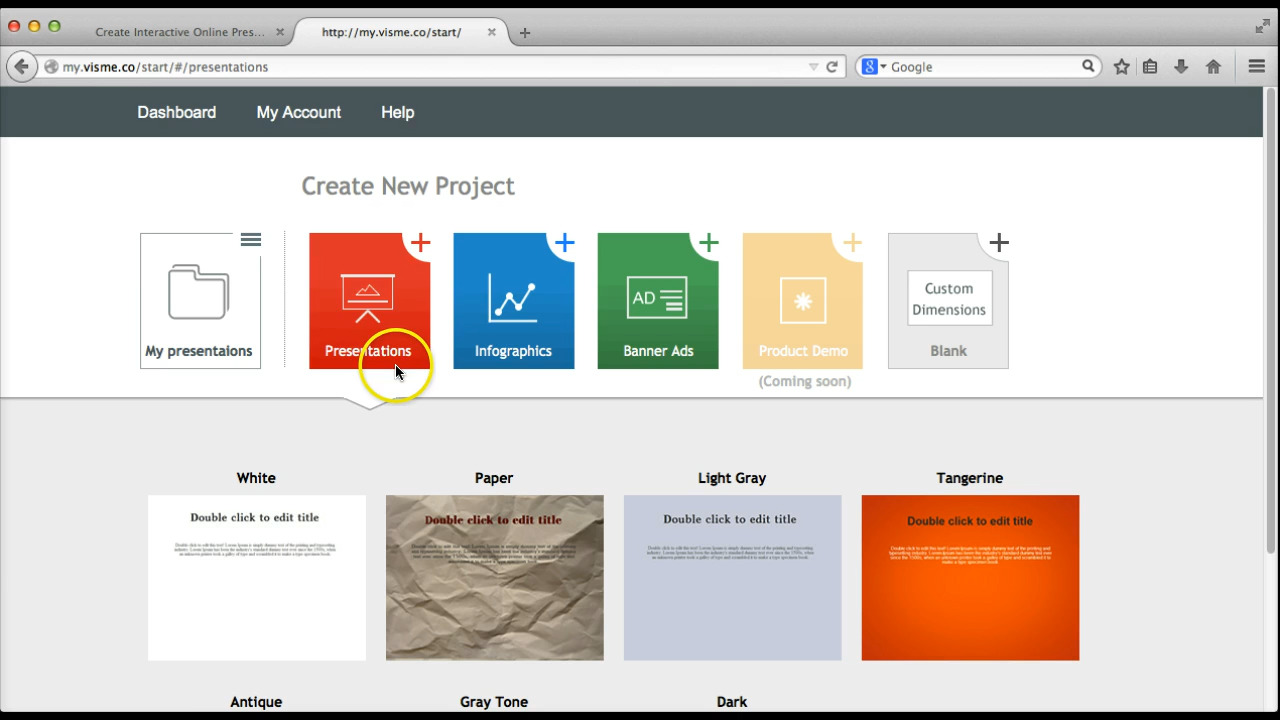 Create Interactive Online Pres...
http://my.visme.co/start/
my.visme.co/start/#/presentations
Google
Dashboard
My Account
Help
Create New Project
My presentaions
Presentations
Infographics
AD
Banner Ads
Product Demo
(Coming soon)
Custom
Dimensions
Blank
White
Paper
Light Gray
Tangerine
Double click to edit title
Double click to edit title
Double click to edit title
Double click to edit title
Antique
Gray Tone
Dark